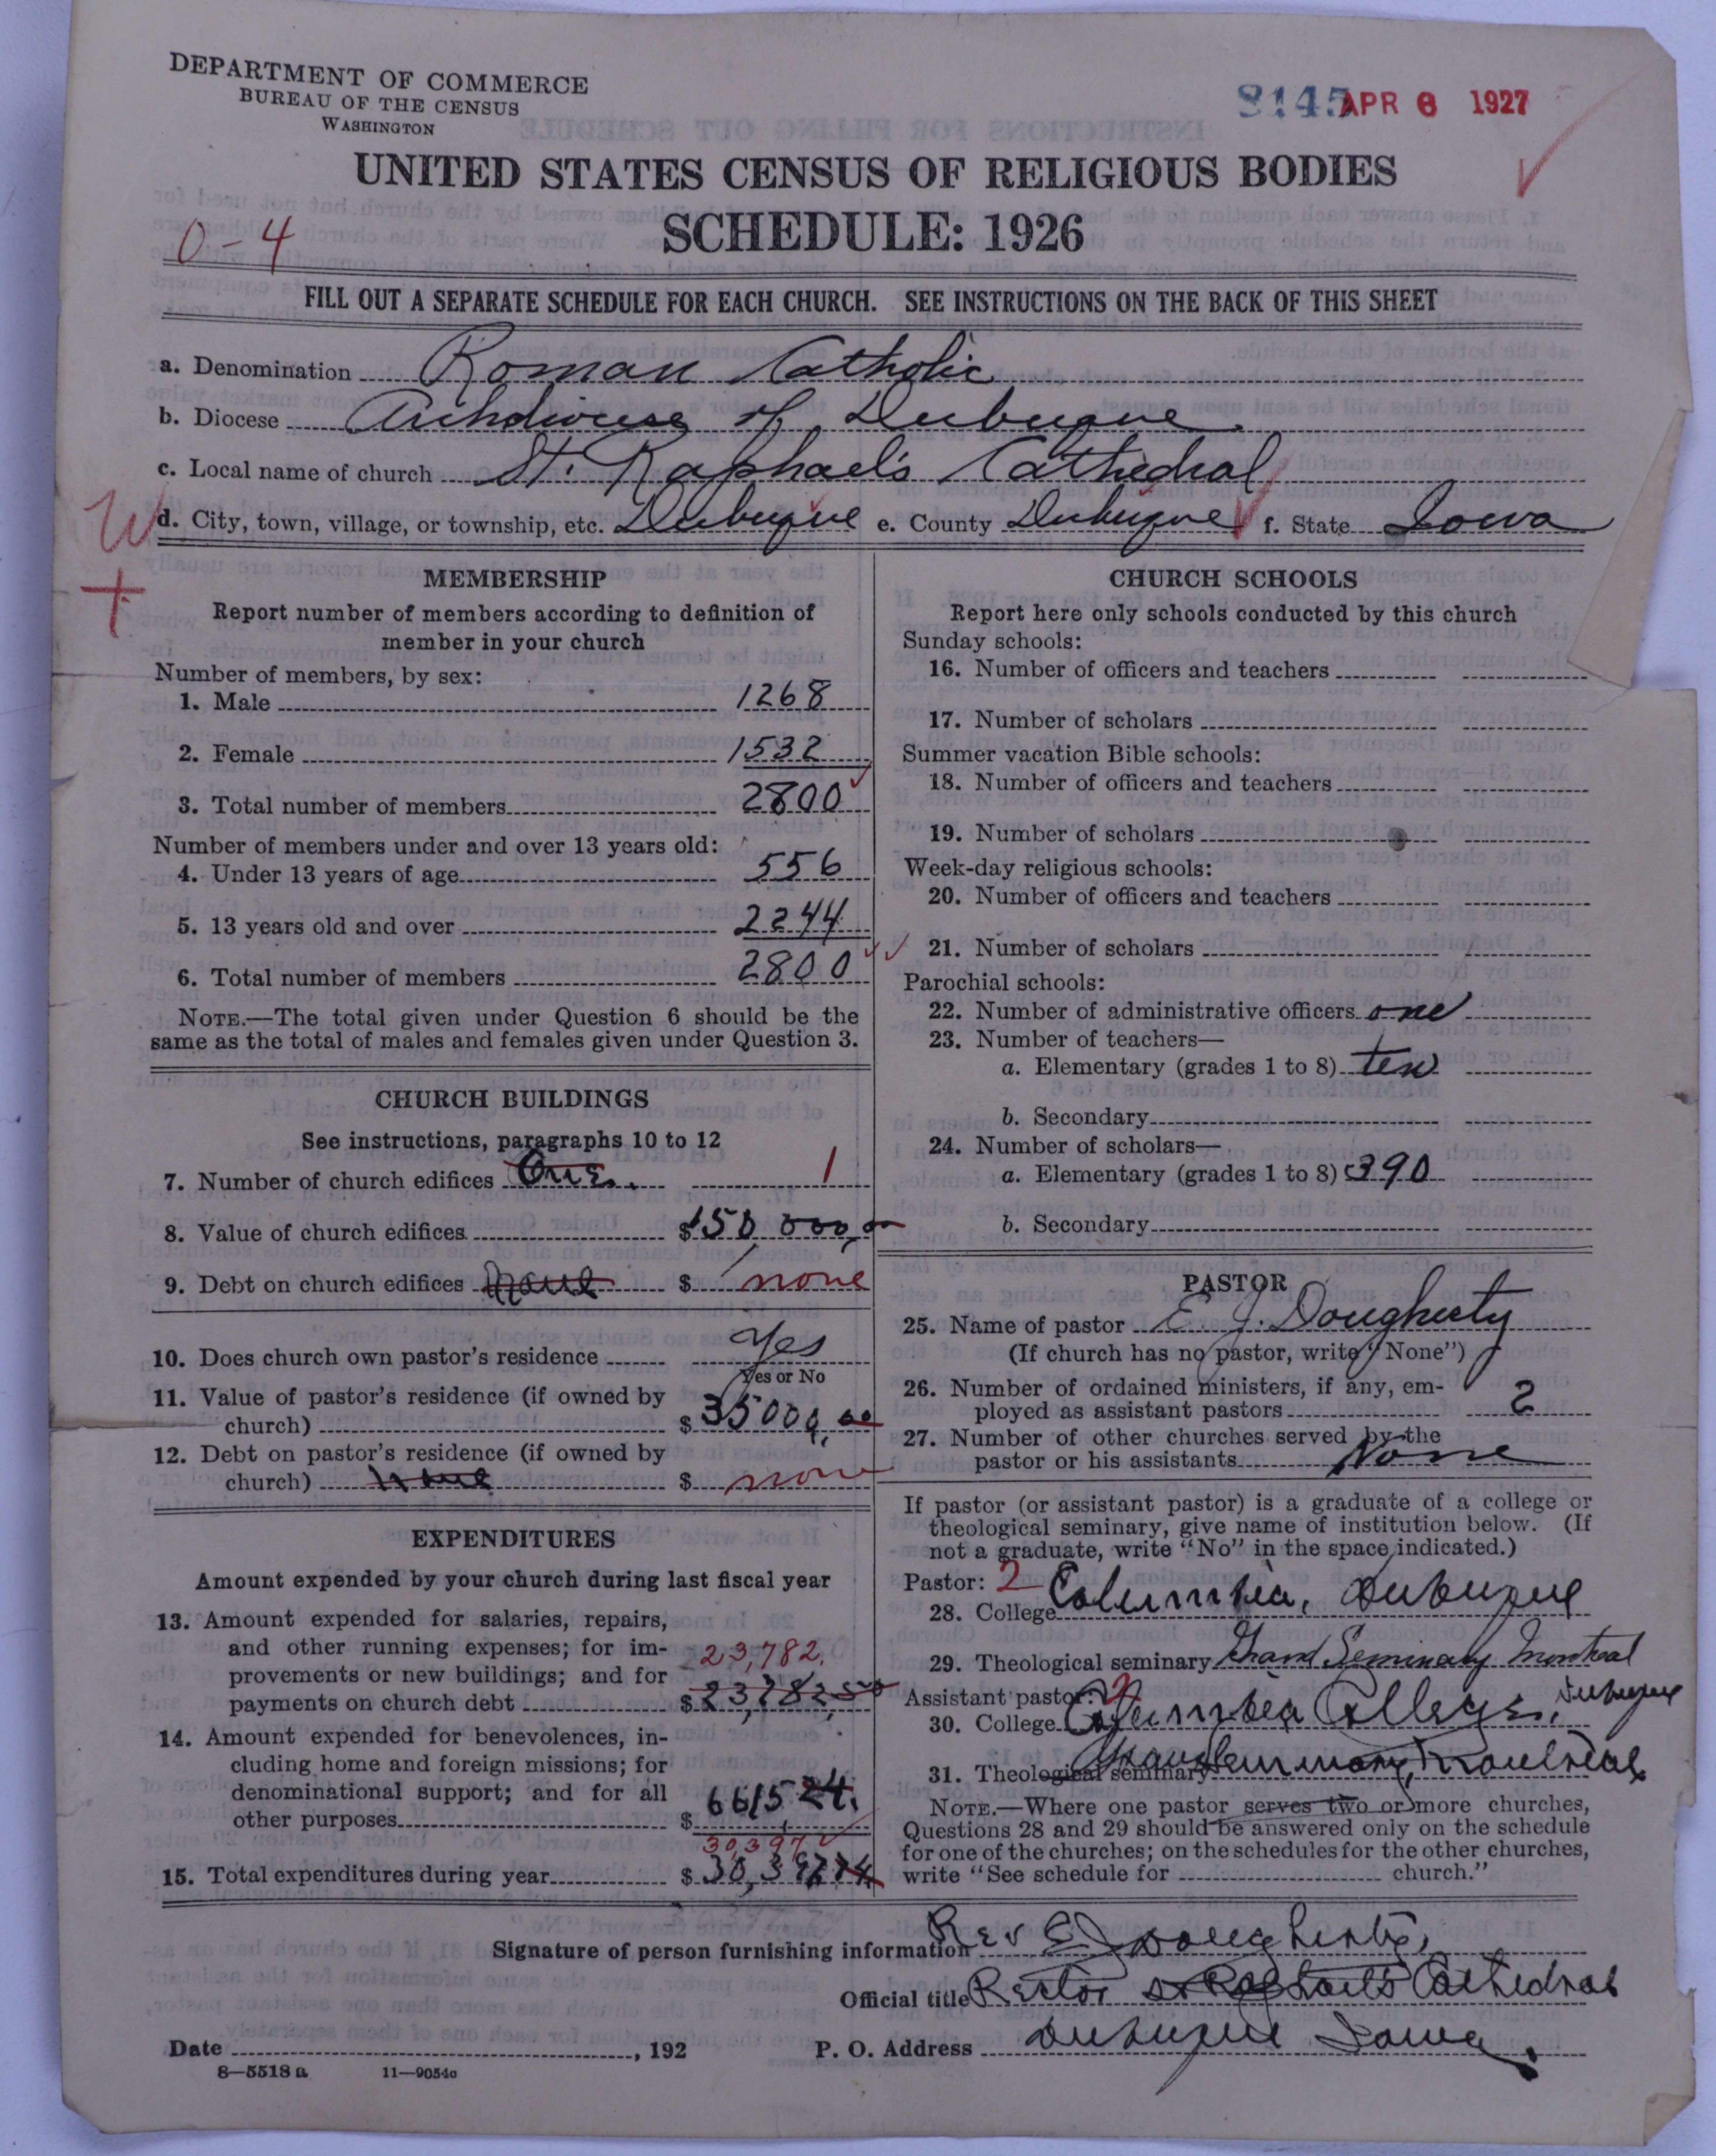 DEPARTMENT OF COMMERCE
BUREAU OF THE CENSUS
WASHINGTON
8145 APR 6 1927
UNITED STATES CENSUS OF RELIGIOUS BODIES
SCHEDULE: 1926
0-4
FILL OUT A SEPARATE SCHEDULE FOR EACH CHURCH. SEE INSTRUCTIONS ON THE BACK OF THIS SHEET
a. Denomination Roman Catholic
b. Diocese Archdiocese of Dubuque
c. Local name of church St. Raphael's Cathedral
d. City, town, village, or township, etc. Dubuque e. County Dubuque f. State Iowa
MEMBERSHIP
Report number of members according to definition of
member in your church
Number of members, by sex:
1. Male 1268
2. Female 1532
3. Total number of members 2800
Number of members under and over 13 years old:
4. Under 13 years of age 556
5. 13 years old and over 2244
6. Total number of members 2800
NOTE.—The total given under Question 6 should be the
same as the total of males and females given under Question 3.
CHURCH BUILDINGS
See instructions, paragraphs 10 to 12
7. Number of church edifices One. 1
8. Value of church edifices $150,000,00
9. Debt on church edifices None $ none
10. Does church own pastor's residence Yes
Yes or No
11. Value of pastor's residence (if owned by
church) $35000,00
12. Debt on pastor's residence (if owned by
church) None $ none
EXPENDITURES
Amount expended by your church during last fiscal year
13. Amount expended for salaries, repairs,
and other running expenses; for im-
provements or new buildings; and for 23,782.
payments on church debt $23,782,50
14. Amount expended for benevolences, in-
cluding home and foreign missions; for
denominational support; and for all
other purposes $ 6615 24.
30,397
15. Total expenditures during year $ 30,397 74
CHURCH SCHOOLS
Report here only schools conducted by this church
Sunday schools:
16. Number of officers and teachers
17. Number of scholars
Summer vacation Bible schools:
18. Number of officers and teachers
19. Number of scholars
Week-day religious schools:
20. Number of officers and teachers
21. Number of scholars
Parochial schools:
22. Number of administrative officers one
23. Number of teachers—
a. Elementary (grades 1 to 8) ten
b. Secondary
24. Number of scholars—
a. Elementary (grades 1 to 8) 390
b. Secondary
PASTOR
25. Name of pastor E. J. Dougherty
(If church has no pastor, write "None")
26. Number of ordained ministers, if any, em-
ployed as assistant pastors 2
27. Number of other churches served by the
pastor or his assistants None
If pastor (or assistant pastor) is a graduate of a college or
theological seminary, give name of institution below. (If
not a graduate, write "No" in the space indicated.)
Pastor: 2
28. College Columbia, Dubuque
29. Theological seminary Grand Seminary Montreal
Assistant pastor: 2
30. College Columbia College, Dubuque
31. Theological seminary Grand Seminary, Montreal
NOTE.—Where one pastor serves two or more churches,
Questions 28 and 29 should be answered only on the schedule
for one of the churches; on the schedules for the other churches,
write "See schedule for church."
Signature of person furnishing information Rev E J Dougherty,
Official title Rector St Raphael's Cathedral
Date , 192 P. O. Address Dubuque Iowa.
8—5518 a 11—9054a